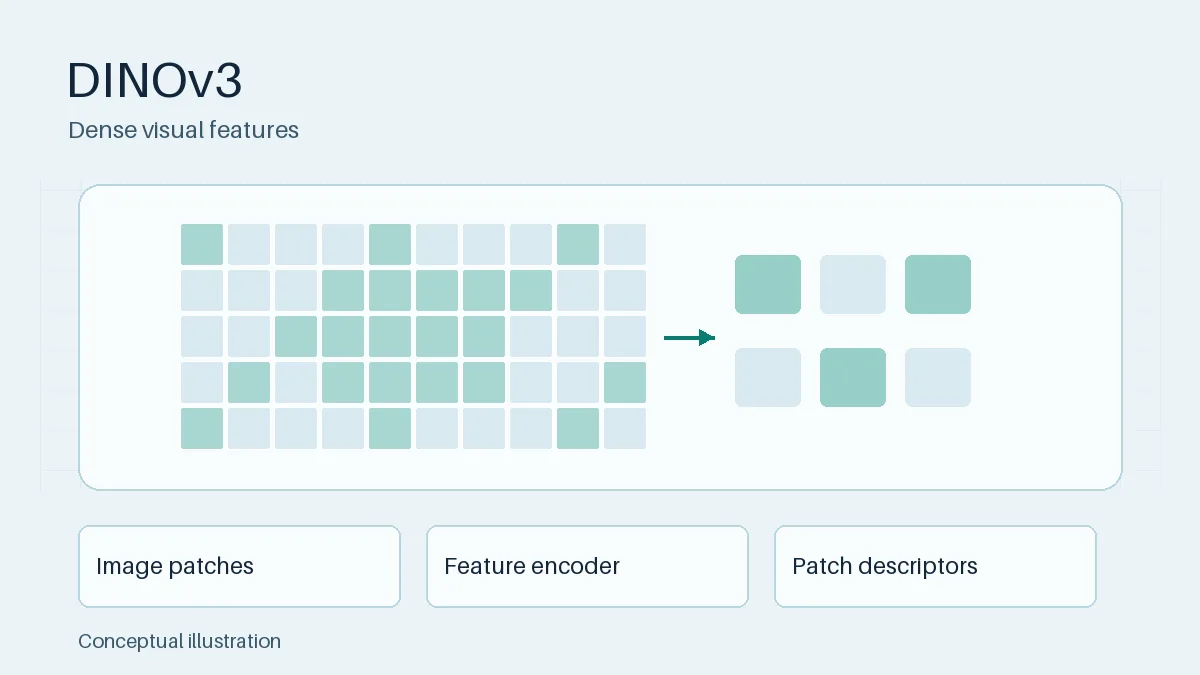 DINOv3
Dense visual features
Image patches
Feature encoder
Patch descriptors
Conceptual illustration